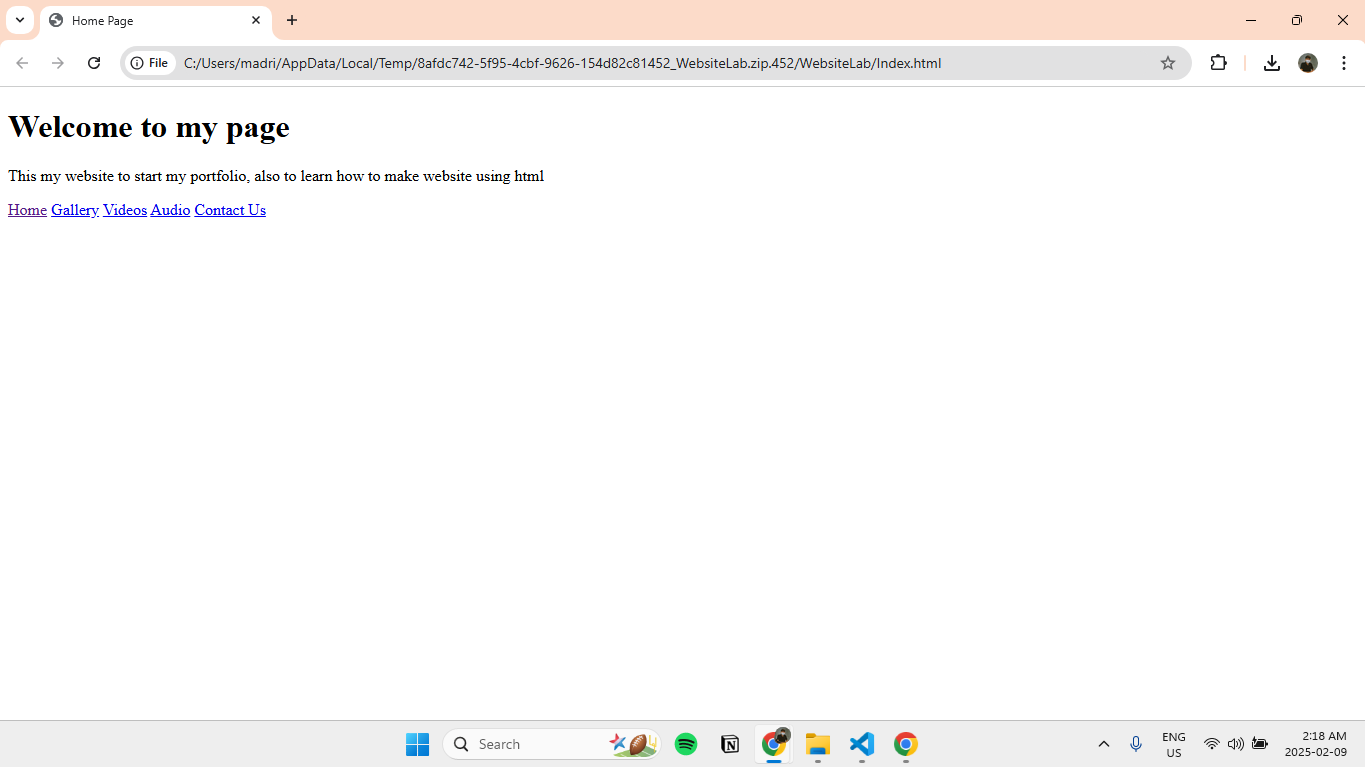 Home Page
File
C:/Users/madri/AppData/Local/Temp/8afdc742-5f95-4cbf-9626-154d82c81452_WebsiteLab.zip.452/WebsiteLab/Index.html
Welcome to my page
This my website to start my portfolio, also to learn how to make website using html
Home Gallery Videos Audio Contact Us
Search
ENG
US
2:18 AM
2025-02-09